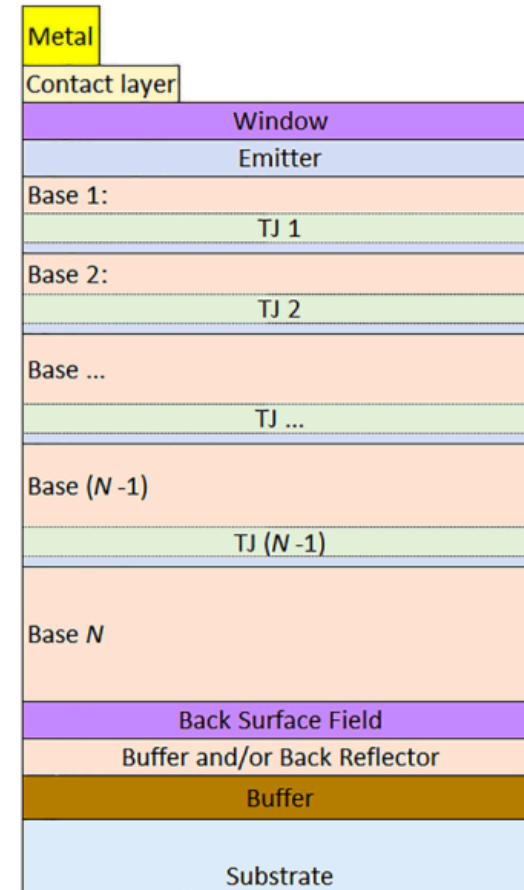 Metal
Contact layer
Window
Emitter
Base 1:
TJ 1
Base 2:
TJ 2
Base ...
TJ ...
Base (N -1)
TJ (N -1)
Base N
Back Surface Field
Buffer and/or Back Reflector
Buffer
Substrate